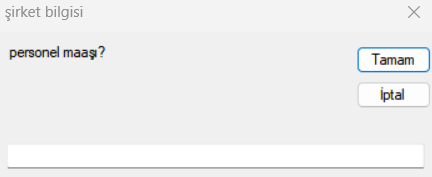 şirket bilgisi
personel maaşı?
Tamam
İptal